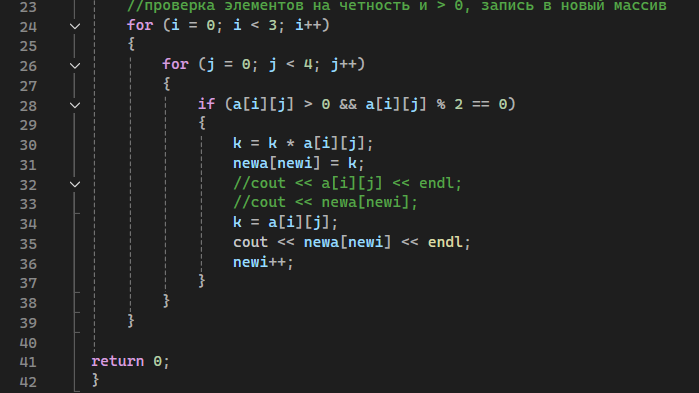 23 //проверка элементов на четность и > 0, запись в новый массив
24 for (i = 0; i < 3; i++)
25 {
26 for (j = 0; j < 4; j++)
27 {
28 if (a[i][j] > 0 && a[i][j] % 2 == 0)
29 {
30 k = k * a[i][j];
31 newa[newi] = k;
32 //cout << a[i][j] << endl;
33 //cout << newa[newi];
34 k = a[i][j];
35 cout << newa[newi] << endl;
36 newi++;
37 }
38 }
39 }
40
41 return 0;
42 }